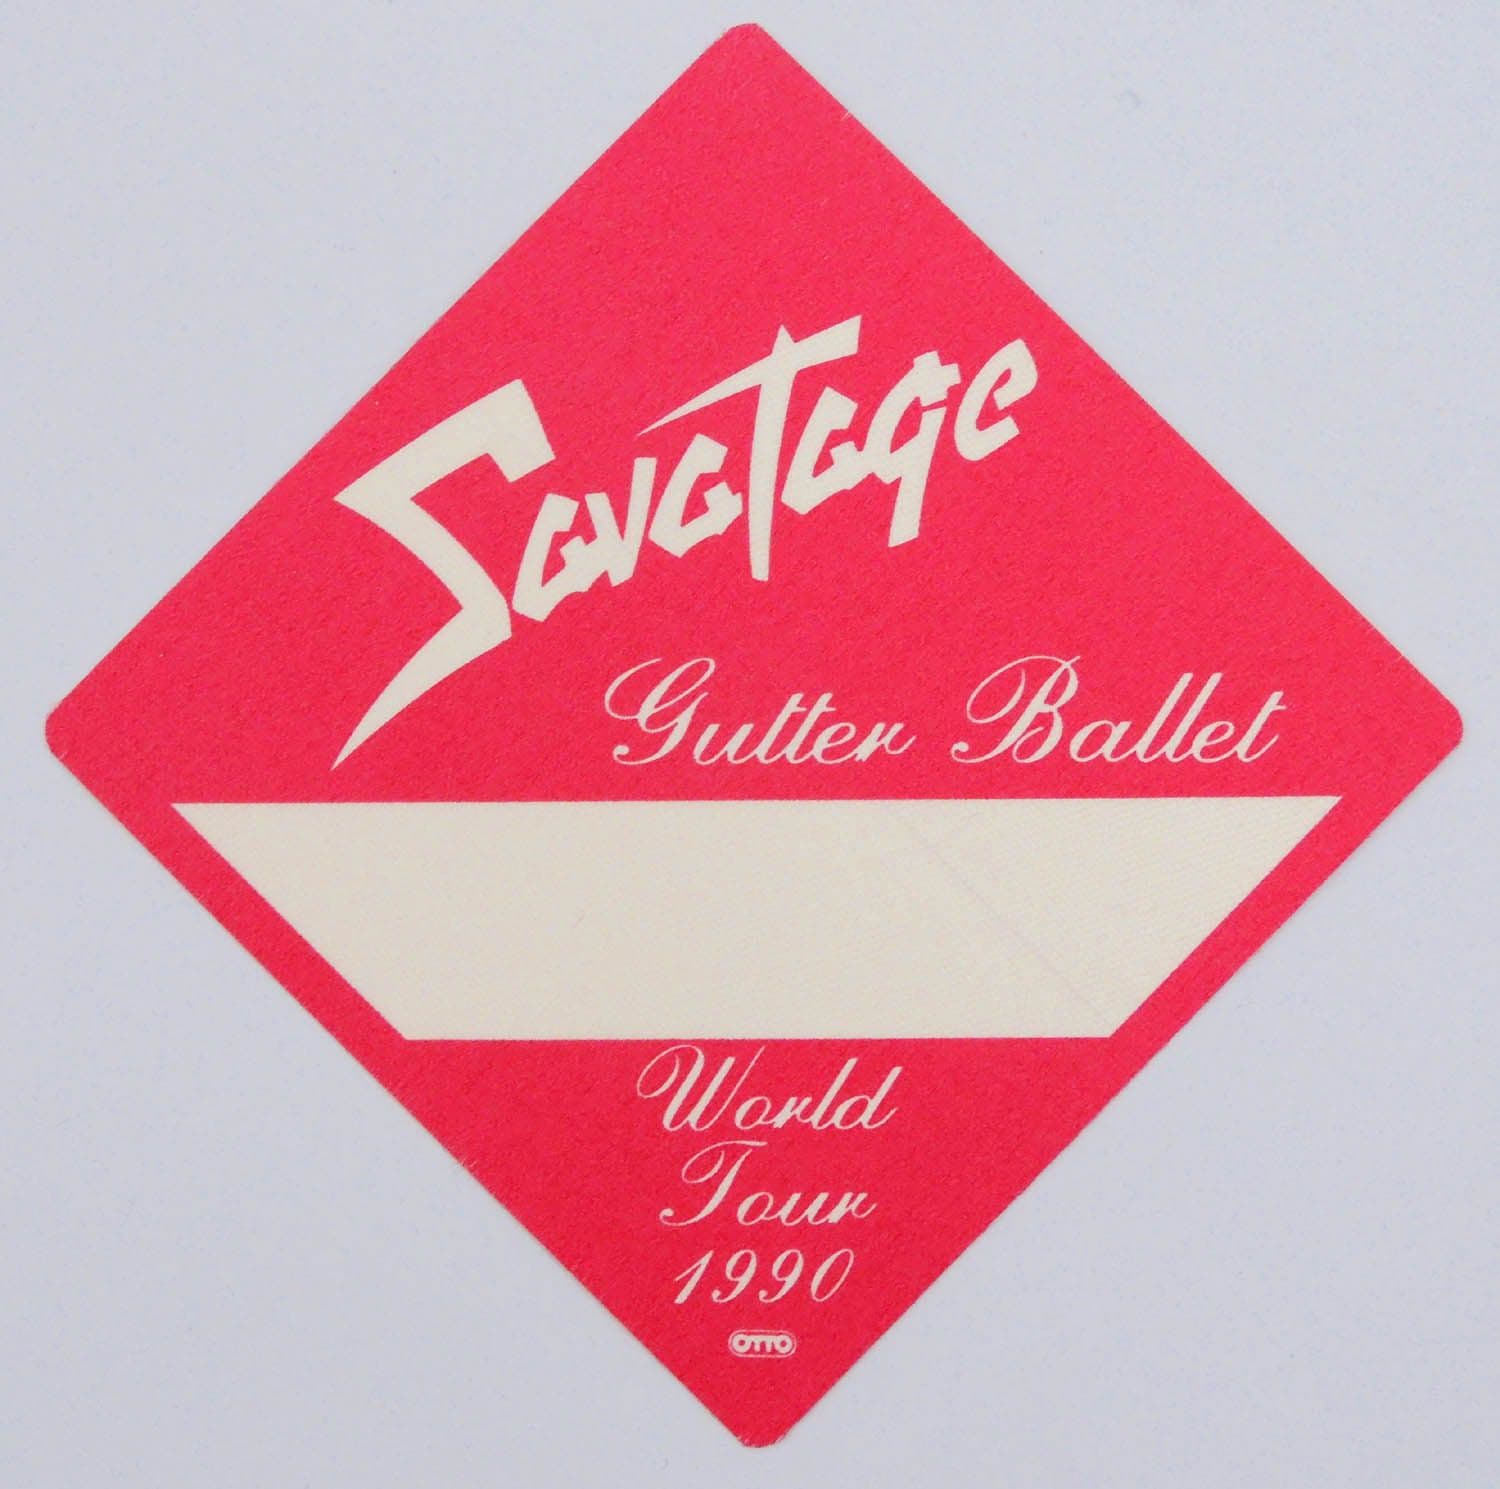 Savatage
Gutter Ballet
World
Tour
1990
OTTO